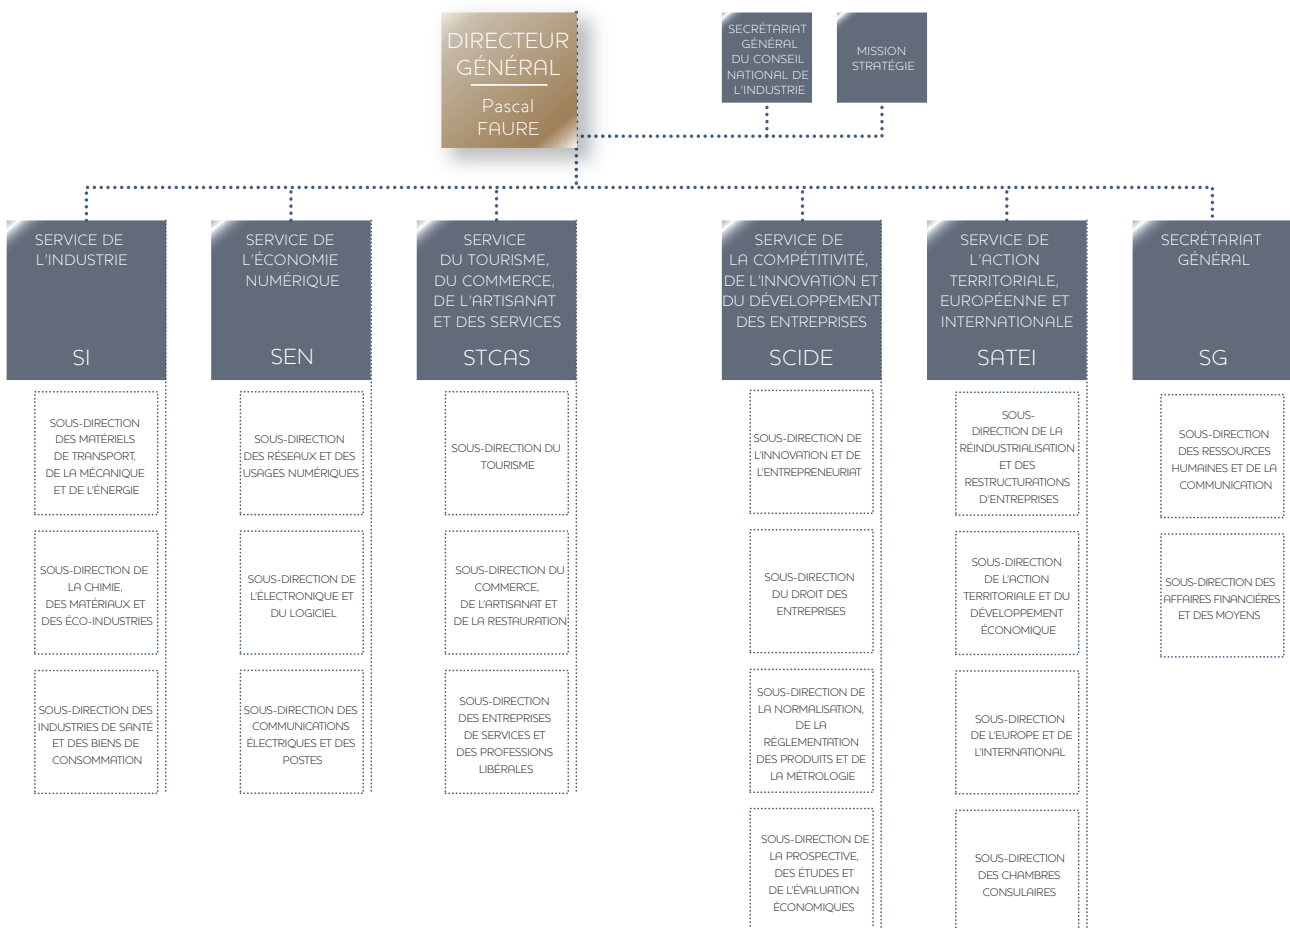 DIRECTEUR
GÉNÉRAL
Pascal
FAURE
SECRÉTARIAT
GÉNÉRAL
DU CONSEIL
NATIONAL DE
L'INDUSTRIE
MISSION
STRATÉGIE
SERVICE DE
L'INDUSTRIE
SI
SOUS-DIRECTION
DES MATÉRIELS
DE TRANSPORT,
DE LA MÉCANIQUE
ET DE L'ÉNERGIE
SOUS-DIRECTION DE
LA CHIMIE,
DES MATÉRIAUX ET
DES ÉCO-INDUSTRIES
SOUS-DIRECTION DES
INDUSTRIES DE SANTÉ
ET DES BIENS DE
CONSOMMATION
SERVICE DE
L'ÉCONOMIE
NUMÉRIQUE
SEN
SOUS-DIRECTION
DES RÉSEAUX ET DES
USAGES NUMÉRIQUES
SOUS-DIRECTION DE
L'ÉLECTRONIQUE ET
DU LOGICIEL
SOUS-DIRECTION DES
COMMUNICATIONS
ÉLECTRIQUES ET DES
POSTES
SERVICE
DU TOURISME,
DU COMMERCE,
DE L'ARTISANAT
ET DES SERVICES
STCAS
SOUS-DIRECTION DU
TOURISME
SOUS-DIRECTION DU
COMMERCE,
DE L'ARTISANAT ET
DE LA RESTAURATION
SOUS-DIRECTION
DES ENTREPRISES
DE SERVICES ET
DES PROFESSIONS
LIBÉRALES
SERVICE DE
LA COMPÉTITIVITÉ,
DE L'INNOVATION ET
DU DÉVELOPPEMENT
DES ENTREPRISES
SCIDE
SOUS-DIRECTION DE
L'INNOVATION ET DE
L'ENTREPRENEURIAT
SOUS-DIRECTION
DU DROIT DES
ENTREPRISES
SOUS-DIRECTION DE
LA NORMALISATION,
DE LA
RÉGLEMENTATION
DES PRODUITS ET DE
LA MÉTROLOGIE
SOUS-DIRECTION DE
LA PROSPECTIVE,
DES ÉTUDES ET
DE L'ÉVALUATION
ÉCONOMIQUES
SERVICE DE
L'ACTION
TERRITORIALE,
EUROPÉENNE ET
INTERNATIONALE
SATEI
SOUS-
DIRECTION DE LA
RÉINDUSTRIALISATION
ET DES
RESTRUCTURATIONS
D'ENTREPRISES
SOUS-DIRECTION
DE L'ACTION
TERRITORIALE ET DU
DÉVELOPPEMENT
ÉCONOMIQUE
SOUS-DIRECTION
DE L'EUROPE ET DE
L'INTERNATIONAL
SOUS-DIRECTION
DES CHAMBRES
CONSULAIRES
SECRÉTARIAT
GÉNÉRAL
SG
SOUS-DIRECTION
DES RESSOURCES
HUMAINES ET DE LA
COMMUNICATION
SOUS-DIRECTION DES
AFFAIRES FINANCIÉRES
ET DES MOYENS